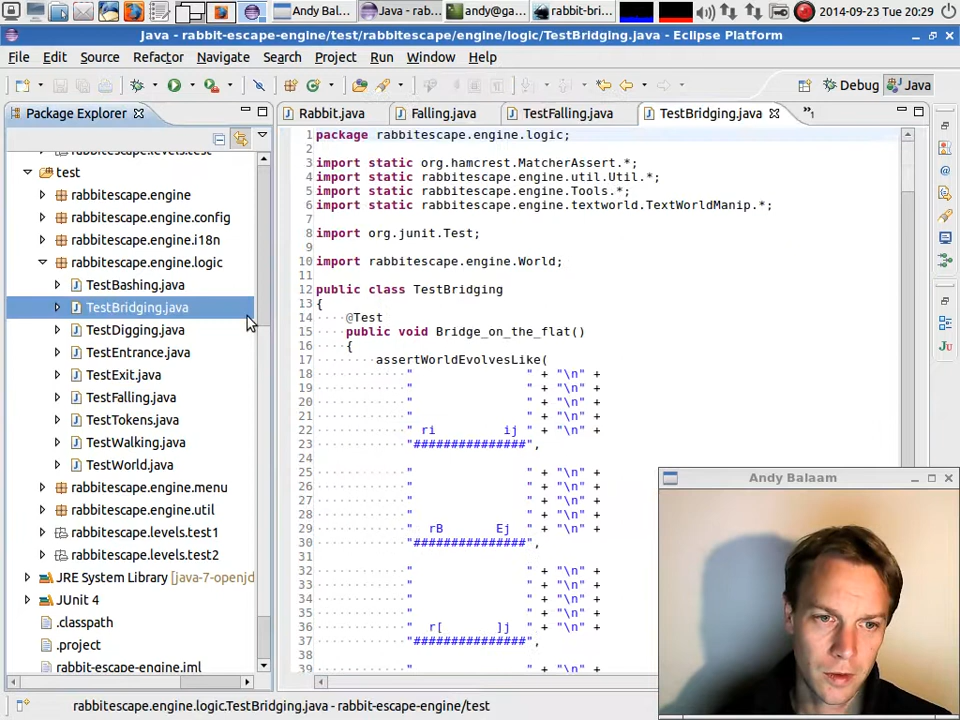 Andy Bal...
Java - rab...
andy@ga...
rabbit-bri...
2014-09-23 Tue 20:29
Java - rabbit-escape-engine/test/rabbitescape/engine/logic/TestBridging.java - Eclipse Platform
File Edit Source Refactor Navigate Search Project Run Window Help
Debug Java
Package Explorer
Rabbit.java Falling.java TestFalling.java TestBridging.java »1
rabbitescape.levels.test
test
rabbitescape.engine
rabbitescape.engine.config
rabbitescape.engine.i18n
rabbitescape.engine.logic
TestBashing.java
TestBridging.java
TestDigging.java
TestEntrance.java
TestExit.java
TestFalling.java
TestTokens.java
TestWalking.java
TestWorld.java
rabbitescape.engine.menu
rabbitescape.engine.util
rabbitescape.levels.test1
rabbitescape.levels.test2
JRE System Library [java-7-openjd
JUnit 4
.classpath
.project
rabbit-escape-engine.iml
1 package rabbitescape.engine.logic;
2
3 import static org.hamcrest.MatcherAssert.*;
4 import static rabbitescape.engine.util.Util.*;
5 import static rabbitescape.engine.Tools.*;
6 import static rabbitescape.engine.textworld.TextWorldManip.*;
7
8 import org.junit.Test;
9
10 import rabbitescape.engine.World;
11
12 public class TestBridging
13 {
14 @Test
15 public void Bridge_on_the_flat()
16 {
17 assertWorldEvolvesLike(
18 "               " + "\n" +
19 "               " + "\n" +
20 "               " + "\n" +
21 "               " + "\n" +
22 " ri         ij " + "\n" +
23 "###############",
24
25 "               " + "\n" +
26 "               " + "\n" +
27 "               " + "\n" +
28 "               " + "\n" +
29 "  rB       Ej  " + "\n" +
30 "###############",
31
32 "               " + "\n" +
33 "               " + "\n" +
34 "               " + "\n" +
35 "               " + "\n" +
36 "  r[       ]j  " + "\n" +
37 "###############",
38
39 "               " + "\n" +
Andy Balaam
rabbitescape.engine.logic.TestBridging.java - rabbit-escape-engine/test